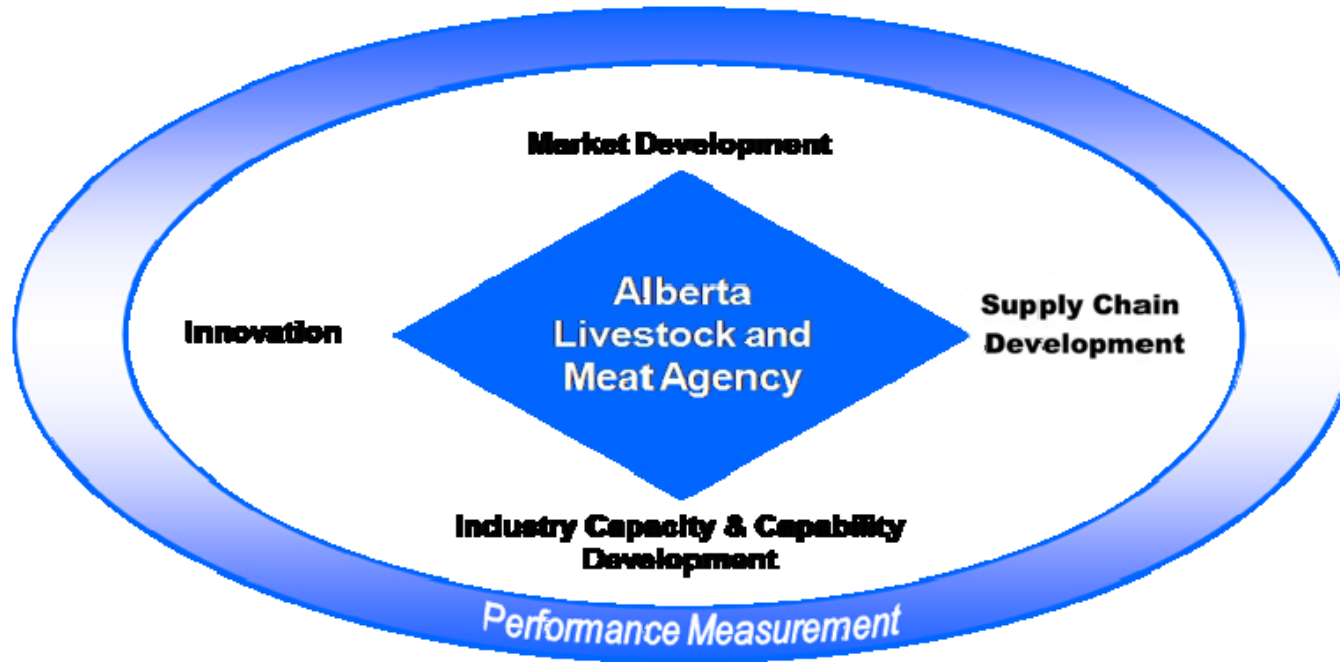 Market Development
Innovation
Alberta
Livestock and
Meat Agency
Supply Chain
Development
Industry Capacity & Capability
Development
Performance Measurement